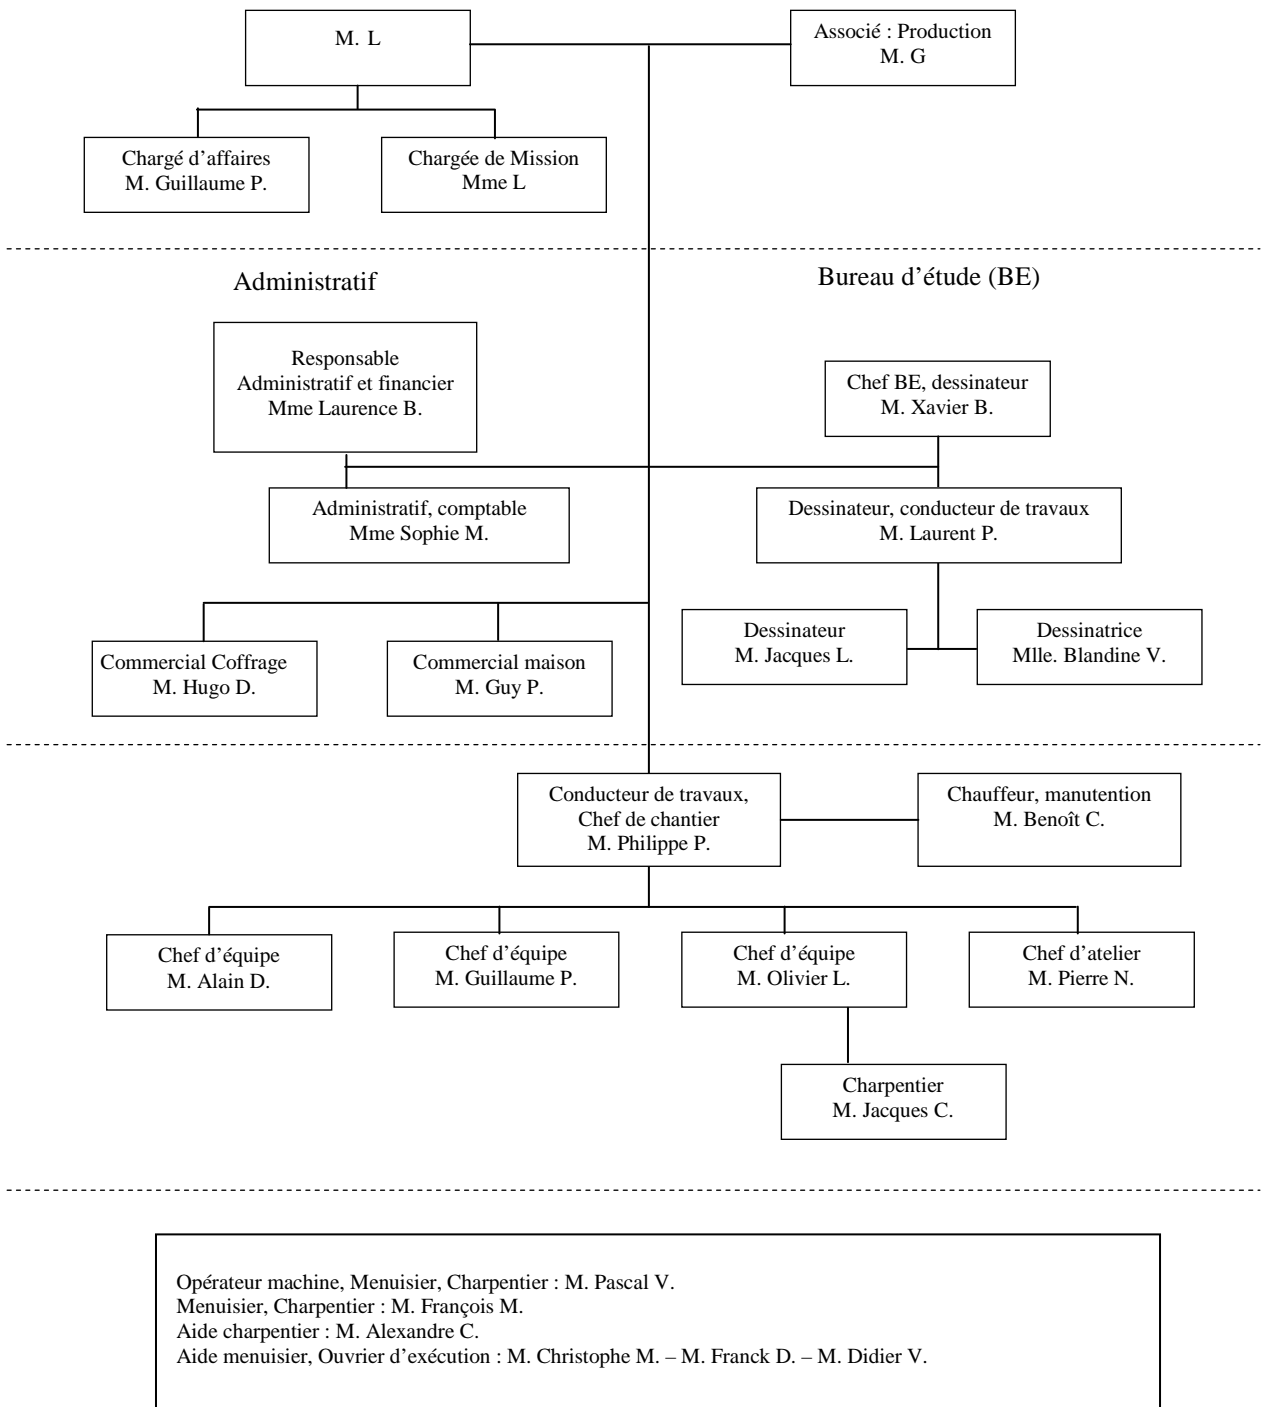 M. L
Associé : Production
M. G
Chargé d'affaires
M. Guillaume P.
Chargée de Mission
Mme L
Administratif
Bureau d'étude (BE)
Responsable
Administratif et financier
Mme Laurence B.
Chef BE, dessinateur
M. Xavier B.
Administratif, comptable
Mme Sophie M.
Dessinateur, conducteur de travaux
M. Laurent P.
Commercial Coffrage
M. Hugo D.
Commercial maison
M. Guy P.
Dessinateur
M. Jacques L.
Dessinatrice
Mlle. Blandine V.
Conducteur de travaux,
Chef de chantier
M. Philippe P.
Chauffeur, manutention
M. Benoît C.
Chef d'équipe
M. Alain D.
Chef d'équipe
M. Guillaume P.
Chef d'équipe
M. Olivier L.
Chef d'atelier
M. Pierre N.
Charpentier
M. Jacques C.
Opérateur machine, Menuisier, Charpentier : M. Pascal V.
Menuisier, Charpentier : M. François M.
Aide charpentier : M. Alexandre C.
Aide menuisier, Ouvrier d'exécution : M. Christophe M. – M. Franck D. – M. Didier V.